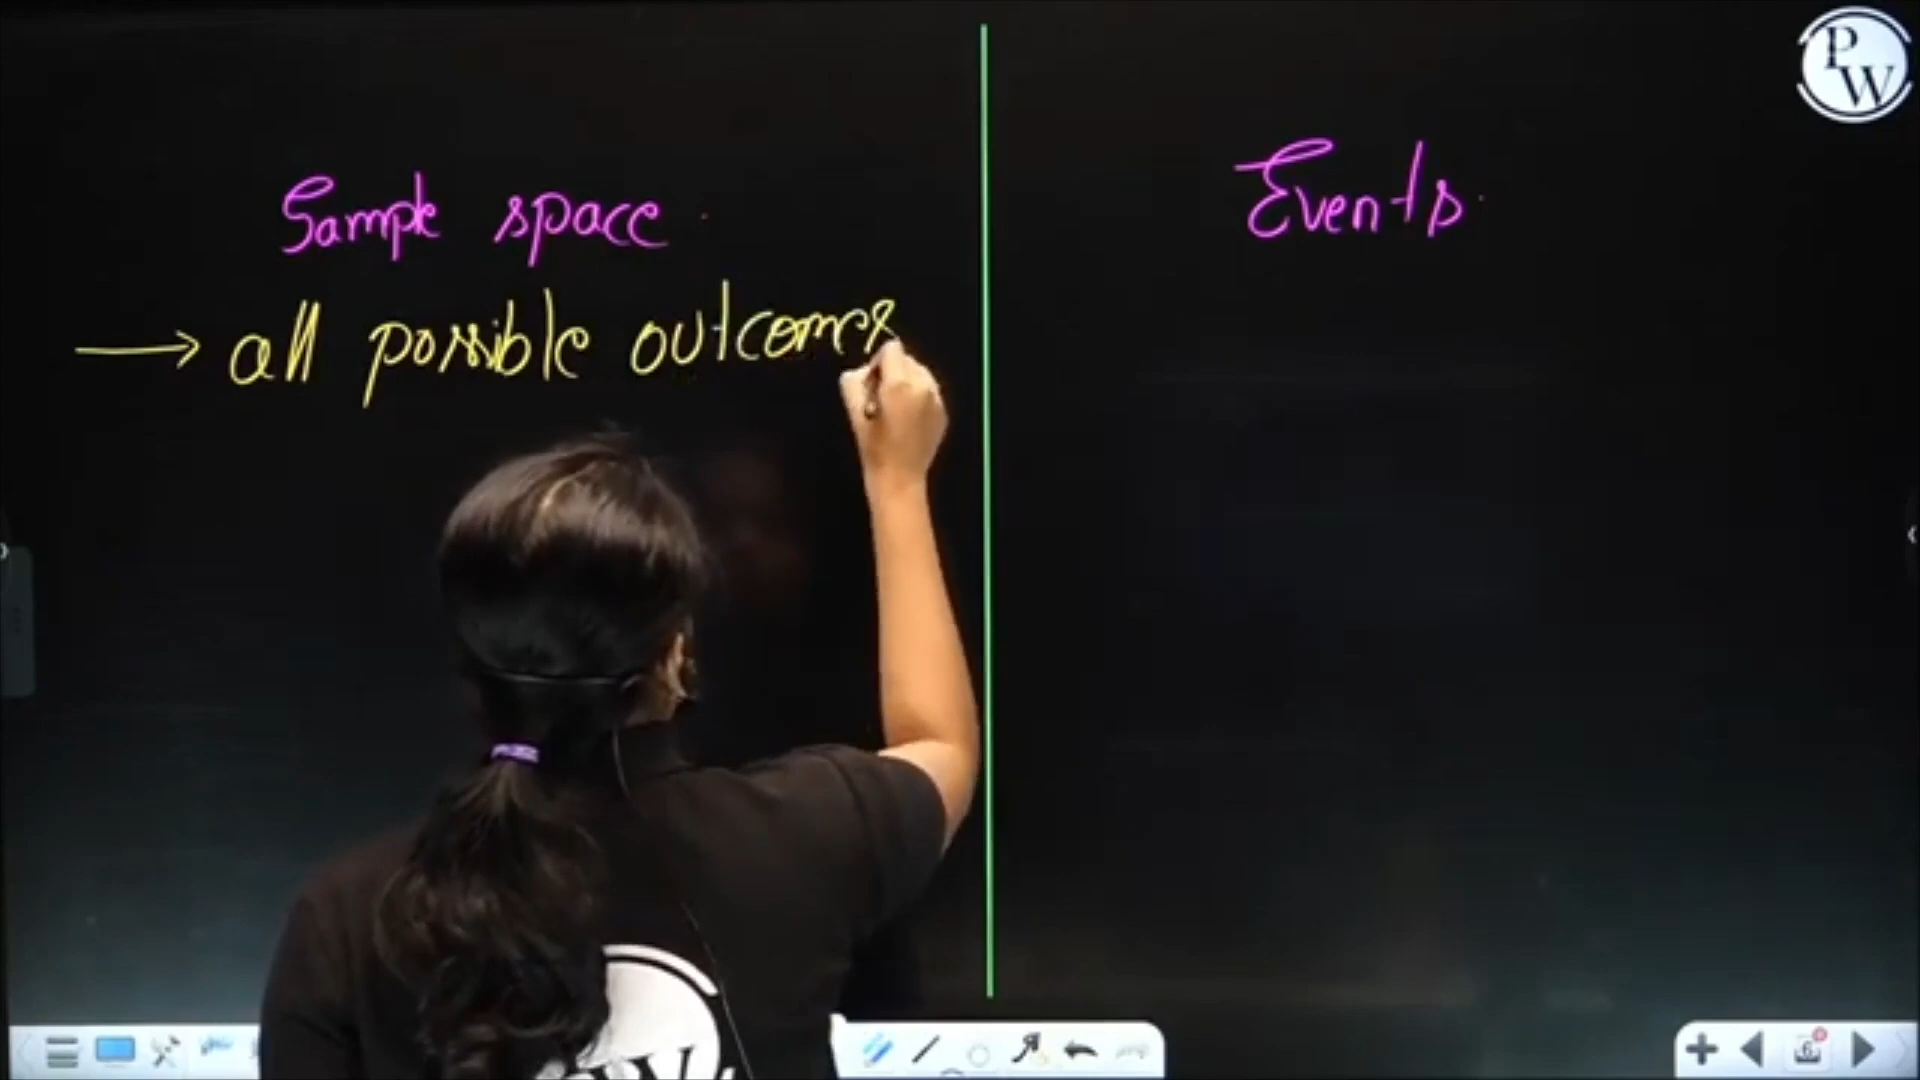 PW
Sample space
→ all possible outcomes
Events